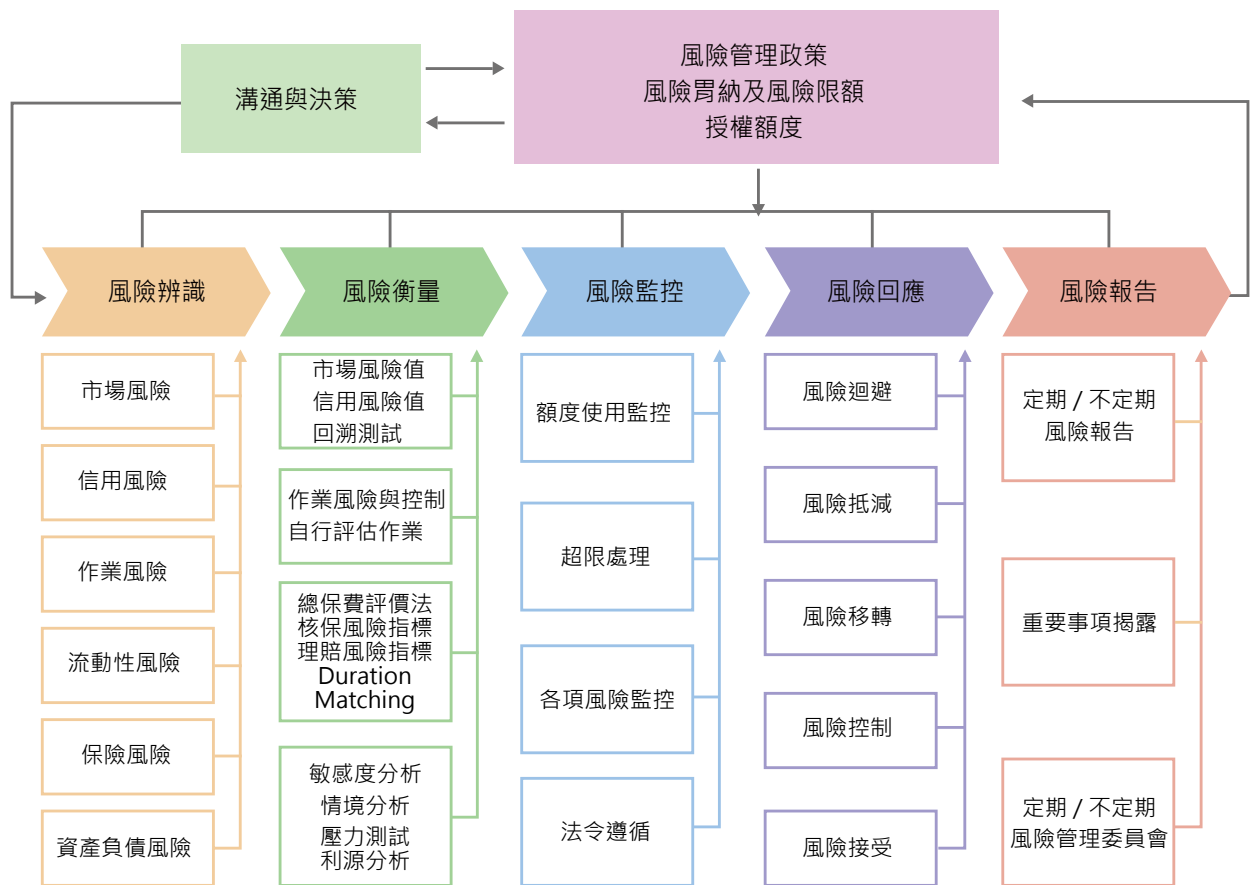 溝通與決策
風險管理政策
風險胃納及風險限額
授權額度
風險辨識
風險衡量
風險監控
風險回應
風險報告
市場風險
信用風險
作業風險
流動性風險
保險風險
資產負債風險
市場風險值
信用風險值
回溯測試
作業風險與控制
自行評估作業
總保費評價法
核保風險指標
理賠風險指標
Duration
Matching
敏感度分析
情境分析
壓力測試
利源分析
額度使用監控
超限處理
各項風險監控
法令遵循
風險迴避
風險抵減
風險移轉
風險控制
風險接受
定期 / 不定期
風險報告
重要事項揭露
定期 / 不定期
風險管理委員會